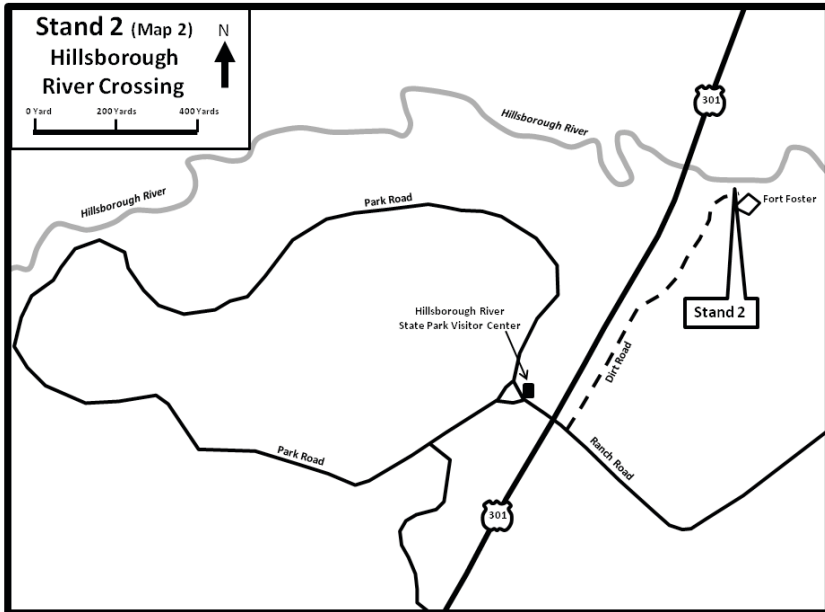 Stand 2 (Map 2)
Hillsborough
River Crossing
N
0 Yard 200 Yards 400 Yards
301
Hillsborough River
Hillsborough River
Park Road
Fort Foster
Stand 2
Hillsborough River
State Park Visitor Center
Dirt Road
Park Road
Ranch Road
301